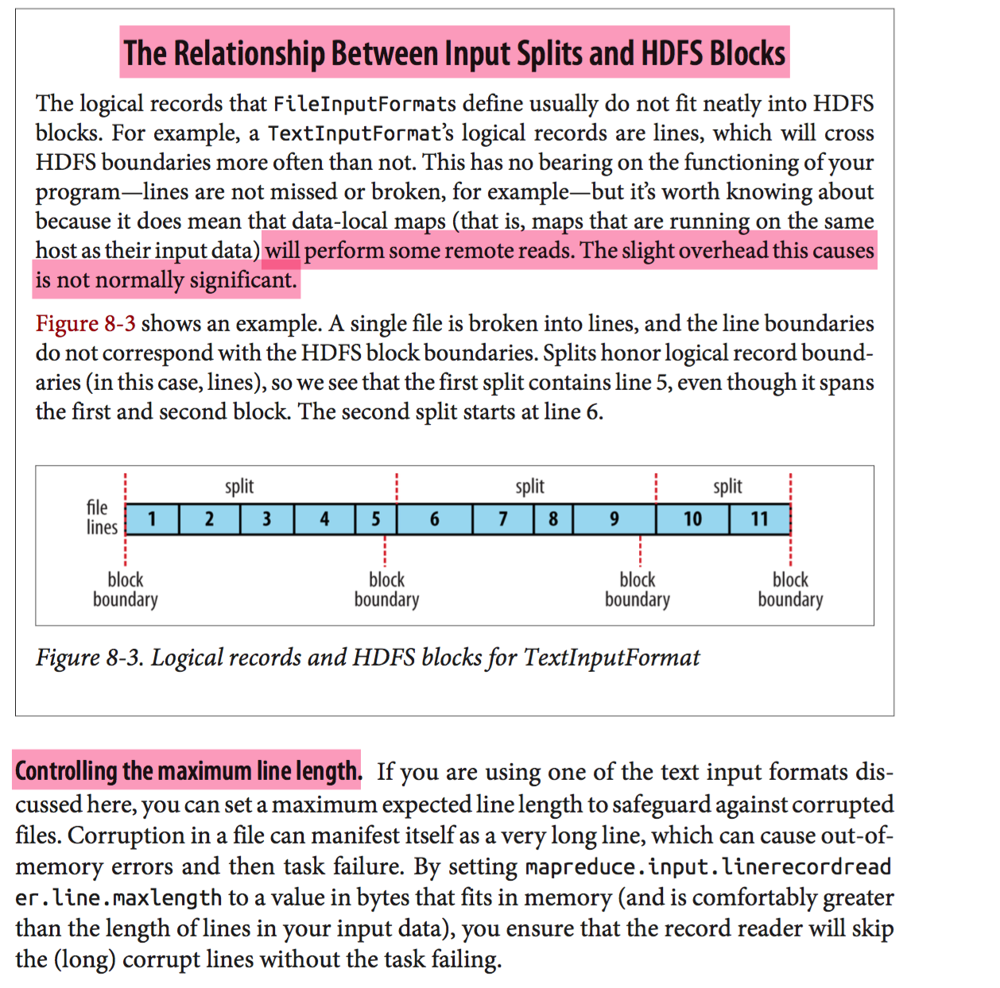 The Relationship Between Input Splits and HDFS Blocks
The logical records that FileInputFormats define usually do not fit neatly into HDFS
blocks. For example, a TextInputFormat’s logical records are lines, which will cross
HDFS boundaries more often than not. This has no bearing on the functioning of your
program—lines are not missed or broken, for example—but it’s worth knowing about
because it does mean that data-local maps (that is, maps that are running on the same
host as their input data) will perform some remote reads. The slight overhead this causes
is not normally significant.
Figure 8-3 shows an example. A single file is broken into lines, and the line boundaries
do not correspond with the HDFS block boundaries. Splits honor logical record bound-
aries (in this case, lines), so we see that the first split contains line 5, even though it spans
the first and second block. The second split starts at line 6.
split split split
file
lines
1 2 3 4 5 6 7 8 9 10 11
block block block block
boundary boundary boundary boundary
Figure 8-3. Logical records and HDFS blocks for TextInputFormat
Controlling the maximum line length. If you are using one of the text input formats dis-
cussed here, you can set a maximum expected line length to safeguard against corrupted
files. Corruption in a file can manifest itself as a very long line, which can cause out-of-
memory errors and then task failure. By setting mapreduce.input.linerecordread
er.line.maxlength to a value in bytes that fits in memory (and is comfortably greater
than the length of lines in your input data), you ensure that the record reader will skip
the (long) corrupt lines without the task failing.